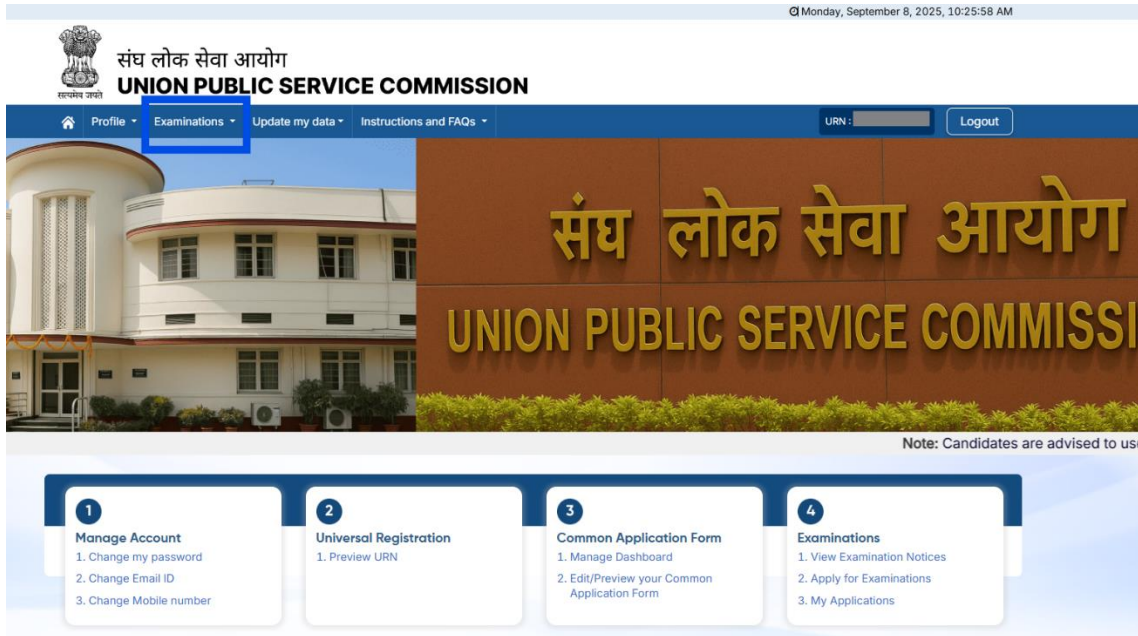 Monday, September 8, 2025, 10:25:58 AM
संघ लोक सेवा आयोग
UNION PUBLIC SERVICE COMMISSION
सत्यमेव जयते
Profile Examinations Update my data Instructions and FAQs URN : Logout
संघ लोक सेवा आयोग
UNION PUBLIC SERVICE COMMISSI
Note: Candidates are advised to us
1
Manage Account
1. Change my password
2. Change Email ID
3. Change Mobile number
2
Universal Registration
1. Preview URN
3
Common Application Form
1. Manage Dashboard
2. Edit/Preview your Common
Application Form
4
Examinations
1. View Examination Notices
2. Apply for Examinations
3. My Applications